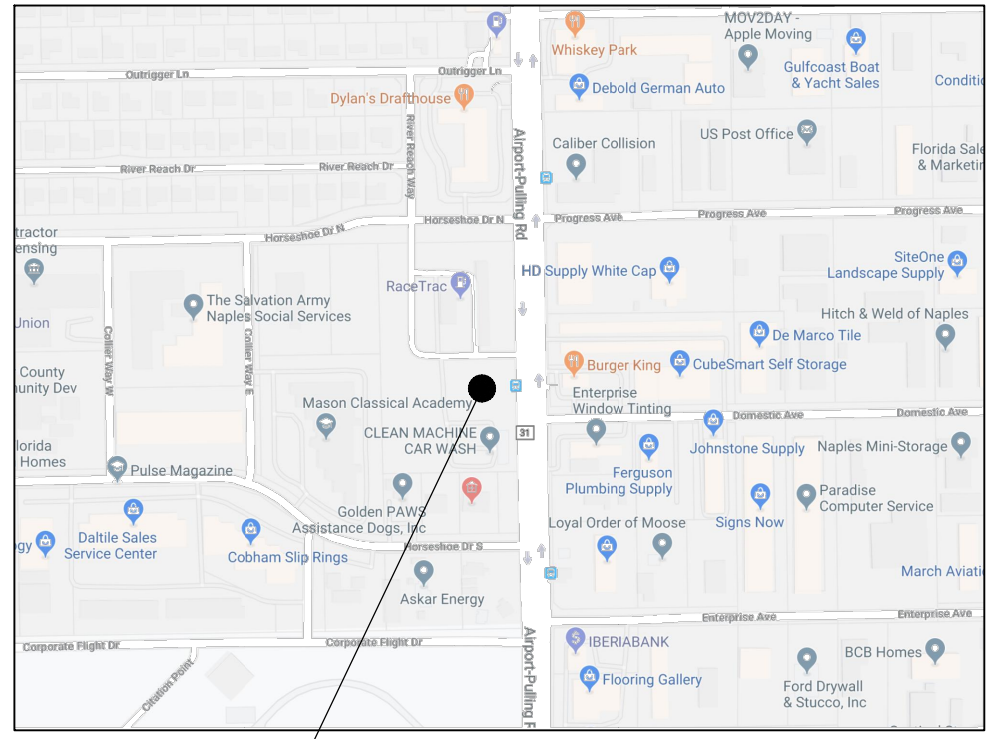 MOV2DAY -
Apple Moving
Whiskey Park
Gulfcoast Boat
& Yacht Sales
Outrigger Ln
Outrigger Ln
Dylan's Drafthouse
Debold German Auto
Conditio
Airport-Pulling Rd
River Reach Way
Caliber Collision
US Post Office
Florida Sale
& Marketin
River Reach Dr
River Reach Dr
Horseshoe Dr N
Progress Ave
Progress Ave
Progress Ave
Horseshoe Dr N
tractor
ensing
HD Supply White Cap
SiteOne
Landscape Supply
RaceTrac
The Salvation Army
Naples Social Services
Union
Hitch & Weld of Naples
De Marco Tile
Collier Way W
Collier Way E
County
unity Dev
Burger King
CubeSmart Self Storage
Mason Classical Academy
Enterprise
Window Tinting
Domestic Ave
Domestic Ave
31
CLEAN MACHINE
CAR WASH
lorida
Homes
Johnstone Supply
Naples Mini-Storage
Pulse Magazine
Ferguson
Plumbing Supply
Golden PAWS
Assistance Dogs, Inc
Signs Now
Paradise
Computer Service
Loyal Order of Moose
gy
Daltile Sales
Service Center
Cobham Slip Rings
Horseshoe Dr S
March Aviati
Askar Energy
Enterprise Ave
Enterprise Ave
Corporate Flight Dr
Corporate Flight Dr
Airport-Pulling R
IBERIABANK
BCB Homes
Citation Point
Flooring Gallery
Ford Drywall
& Stucco, Inc